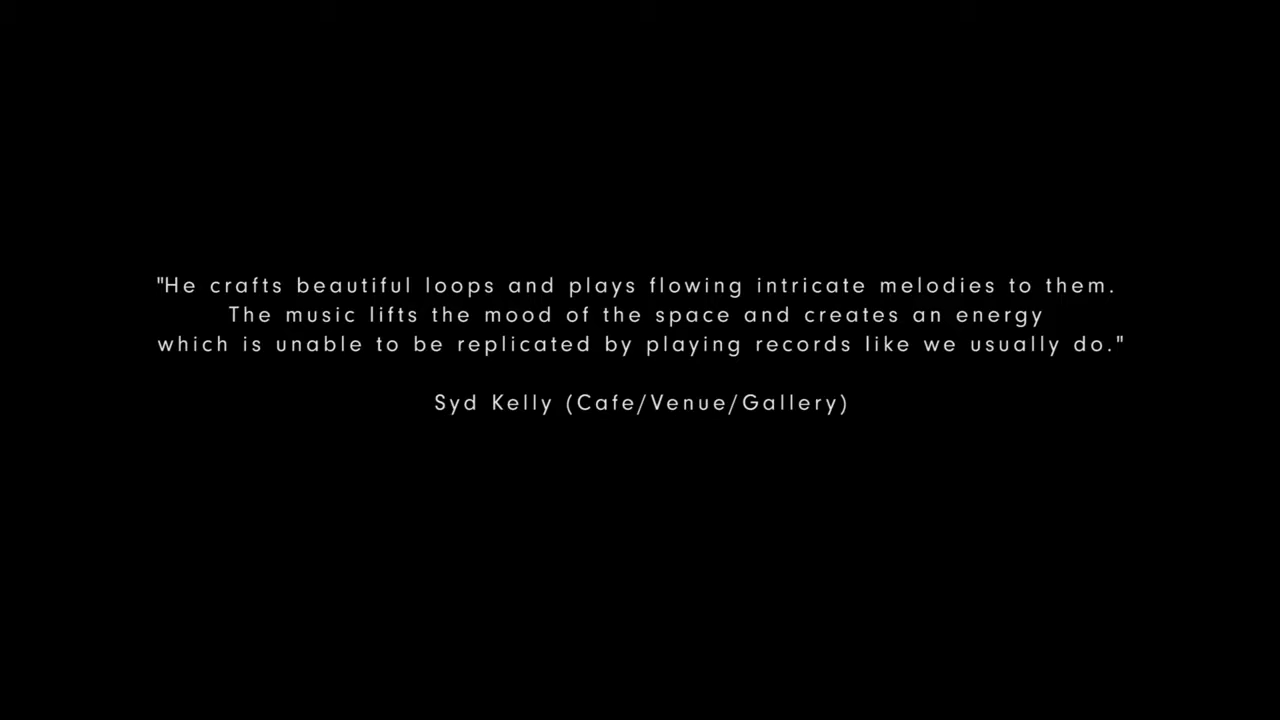 "He crafts beautiful loops and plays flowing intricate melodies to them.
The music lifts the mood of the space and creates an energy
which is unable to be replicated by playing records like we usually do."
Syd Kelly (Cafe/Venue/Gallery)